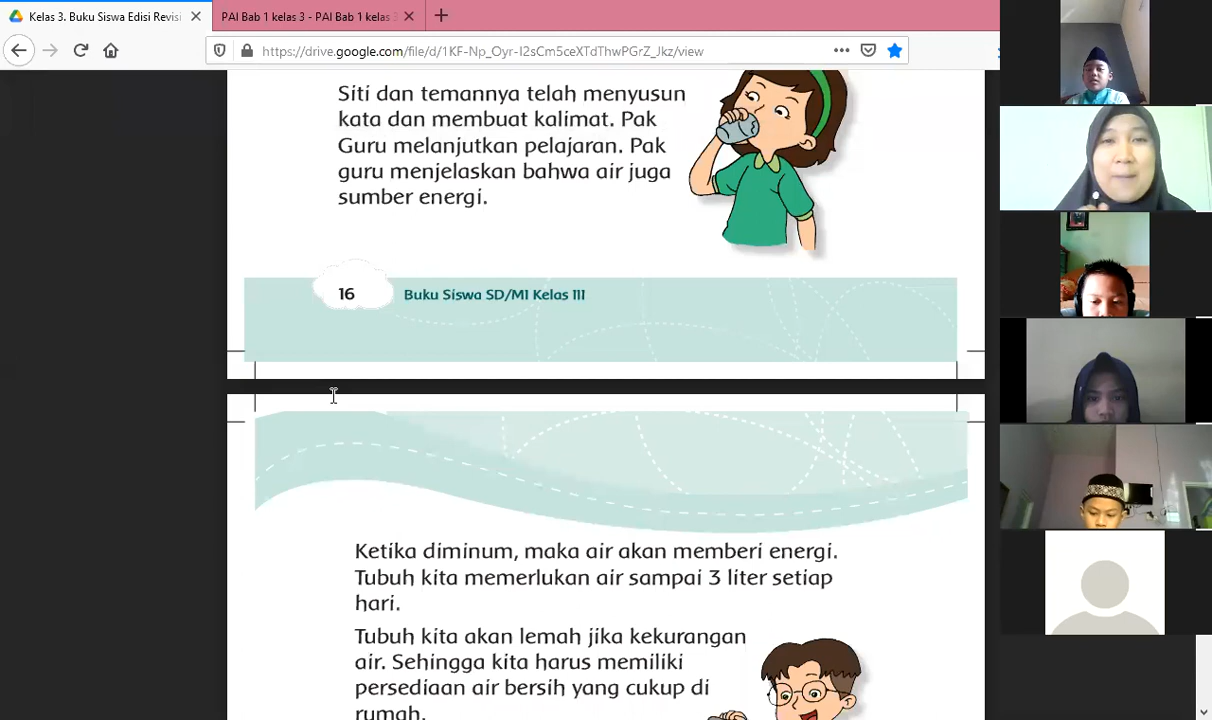 Kelas 3. Buku Siswa Edisi Revisi
PAI Bab 1 kelas 3 - PAI Bab 1 kelas 3
https://drive.google.com/file/d/1KF-Np_Oyr-I2sCm5ceXTdThwPGrZ_Jkz/view
Siti dan temannya telah menyusun
kata dan membuat kalimat. Pak
Guru melanjutkan pelajaran. Pak
guru menjelaskan bahwa air juga
sumber energi.
16
Buku Siswa SD/MI Kelas III
Ketika diminum, maka air akan memberi energi.
Tubuh kita memerlukan air sampai 3 liter setiap
hari.
Tubuh kita akan lemah jika kekurangan
air. Sehingga kita harus memiliki
persediaan air bersih yang cukup di
rumah.